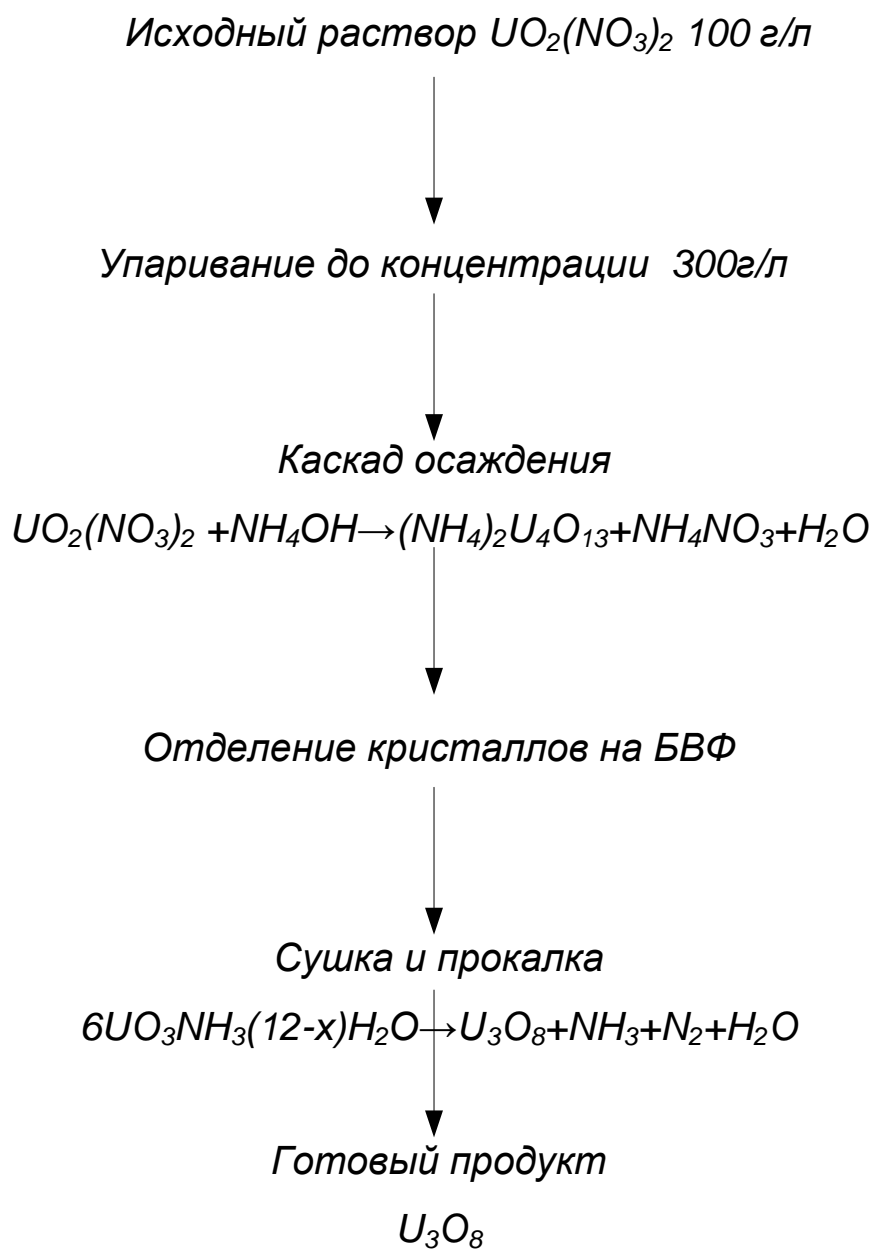 Исходный раствор UO₂(NO₃)₂ 100 г/л
Упаривание до концентрации 300г/л
Каскад осаждения
UO₂(NO₃)₂ +NH₄OH→(NH₄)₂U₄O₁₃+NH₄NO₃+H₂O
Отделение кристаллов на БВФ
Сушка и прокалка
6UO₃NH₃(12-x)H₂O→U₃O₈+NH₃+N₂+H₂O
Готовый продукт
U₃O₈